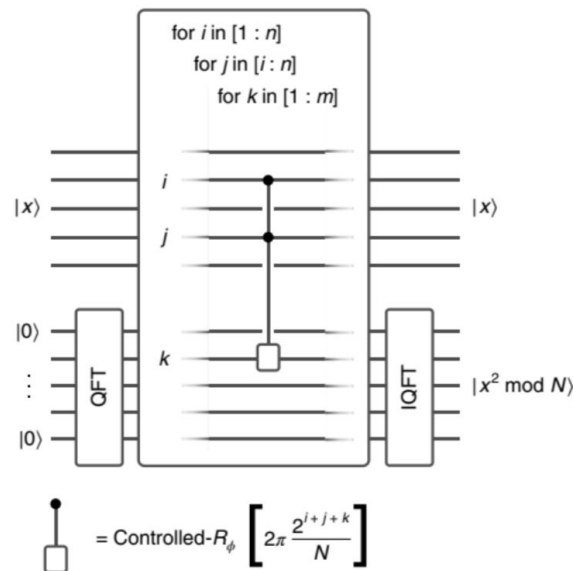 for i in [1 : n]
for j in [i : n]
for k in [1 : m]
i
|x⟩ |x⟩
j
|0⟩
k
⋮ QFT IQFT |x² mod N⟩
|0⟩
= Controlled-R_ϕ [2π 2^{i+j+k}/N]